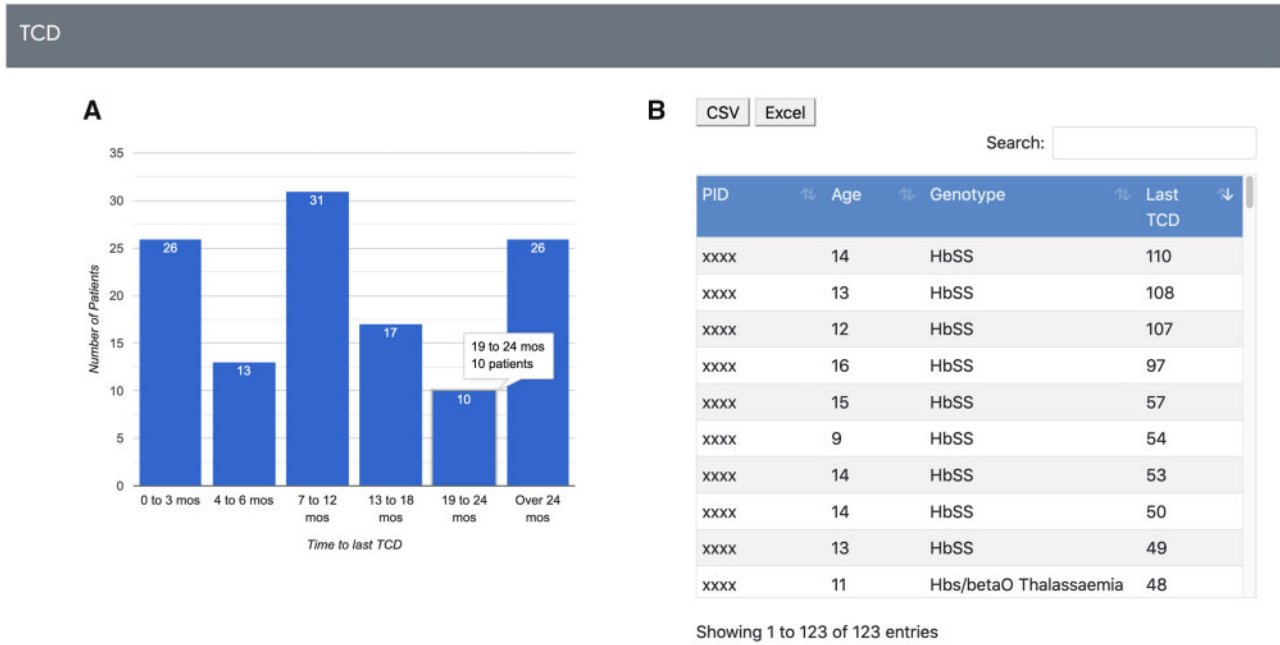 TCD
A
35
30
25
20
15
10
5
0
Number of Patients
26
13
31
17
10
26
19 to 24 mos
10 patients
0 to 3 mos
4 to 6 mos
7 to 12
mos
13 to 18
mos
19 to 24
mos
Over 24
mos
Time to last TCD
B
CSV Excel
Search:
PID Age Genotype Last
TCD
xxxx 14 HbSS 110
xxxx 13 HbSS 108
xxxx 12 HbSS 107
xxxx 16 HbSS 97
xxxx 15 HbSS 57
xxxx 9 HbSS 54
xxxx 14 HbSS 53
xxxx 14 HbSS 50
xxxx 13 HbSS 49
xxxx 11 Hbs/betaO Thalassaemia 48
Showing 1 to 123 of 123 entries